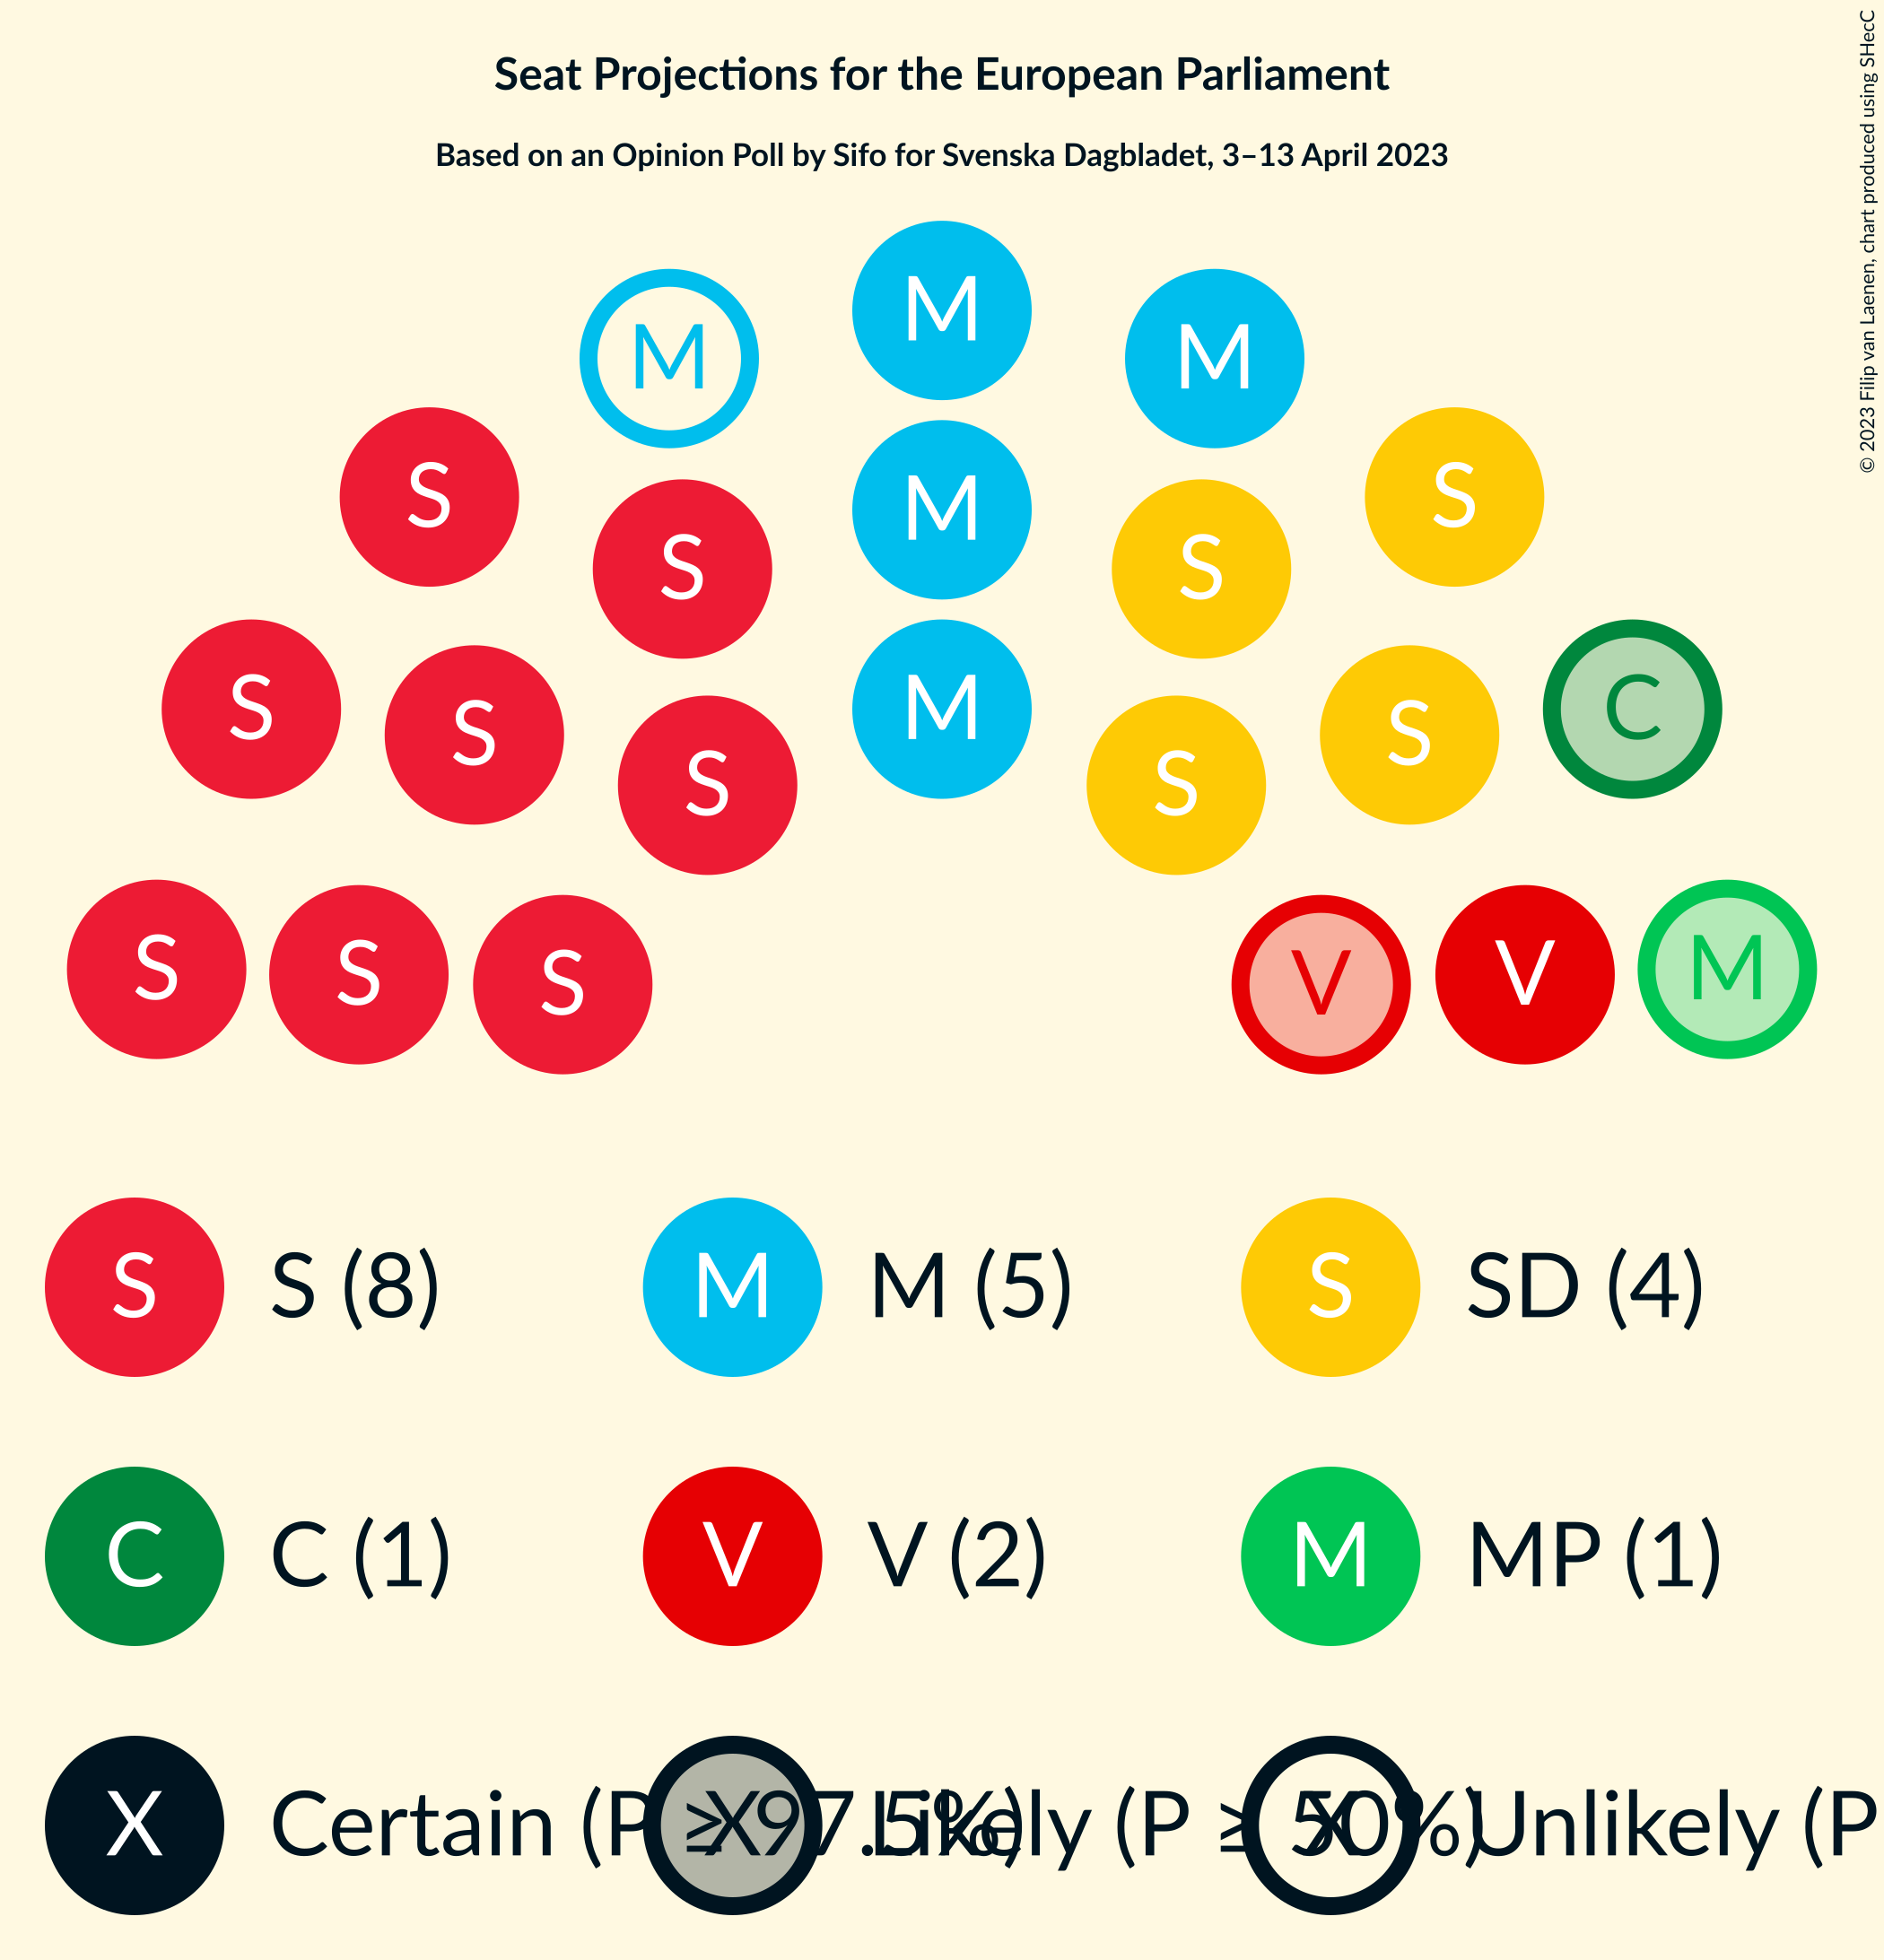 Seat Projections for the European Parliament
Based on an Opinion Poll by Sifo for Svenska Dagbladet, 3–13 April 2023
© 2023 Filip van Laenen, chart produced using SHecC
M
M M
S S M S S
S S S M S S C
S S S V V M
S S (8) M M (5) S SD (4)
C C (1) V V (2) M MP (1)
X Certain (P ≥ 97.5%) X Likely (P ≥ 50%) X Unlikely (P